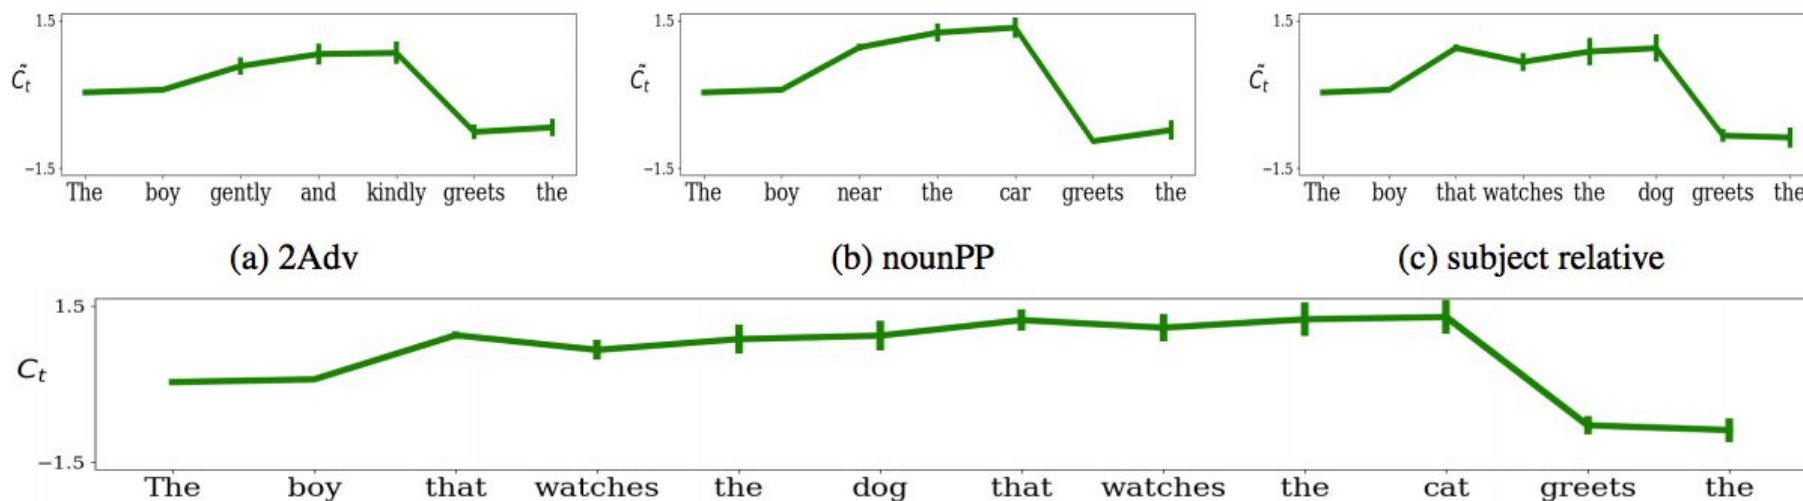 1.5
C̃t
−1.5
The boy gently and kindly greets the
(a) 2Adv
1.5
C̃t
−1.5
The boy near the car greets the
(b) nounPP
1.5
C̃t
−1.5
The boy that watches the dog greets the
(c) subject relative
1.5
Ct
−1.5
The boy that watches the dog that watches the cat greets the